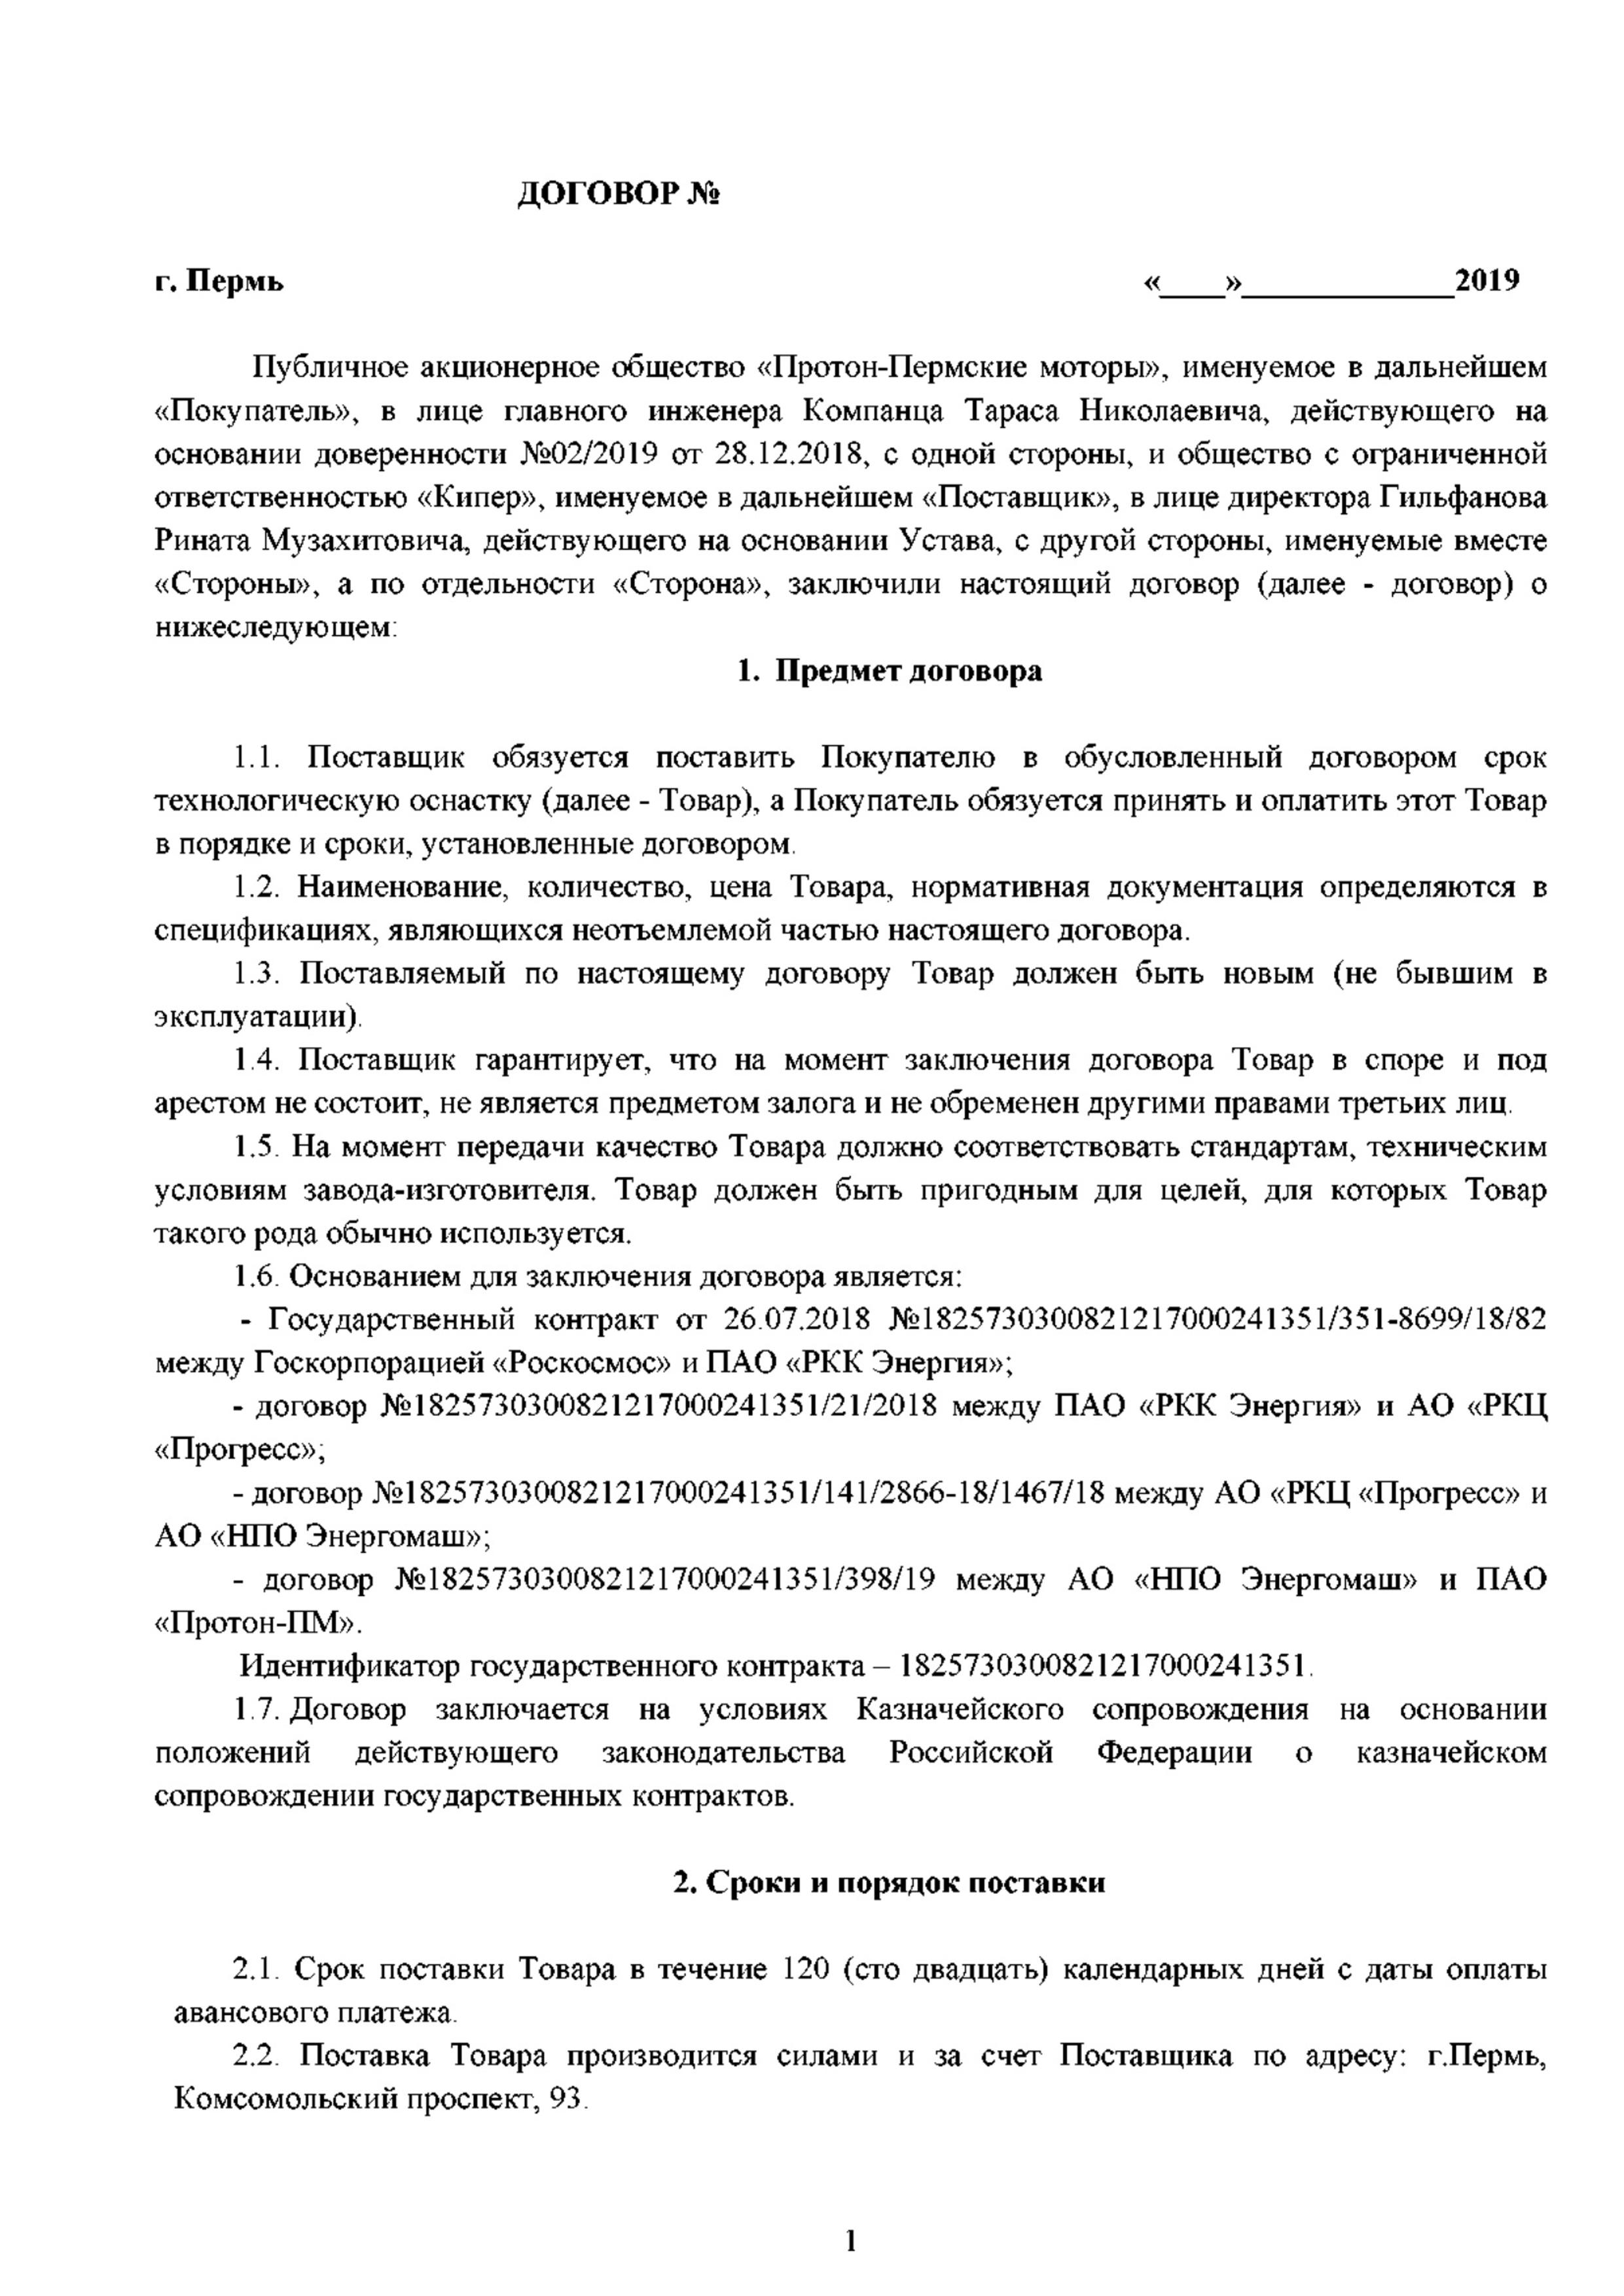 ДОГОВОР №
г. Пермь «____»_____________2019
Публичное акционерное общество «Протон-Пермские моторы», именуемое в дальнейшем
«Покупатель», в лице главного инженера Компанца Тараса Николаевича, действующего на
основании доверенности №02/2019 от 28.12.2018, с одной стороны, и общество с ограниченной
ответственностью «Кипер», именуемое в дальнейшем «Поставщик», в лице директора Гильфанова
Рината Музахитовича, действующего на основании Устава, с другой стороны, именуемые вместе
«Стороны», а по отдельности «Сторона», заключили настоящий договор (далее - договор) о
нижеследующем:
1. Предмет договора
1.1. Поставщик обязуется поставить Покупателю в обусловленный договором срок
технологическую оснастку (далее - Товар), а Покупатель обязуется принять и оплатить этот Товар
в порядке и сроки, установленные договором.
1.2. Наименование, количество, цена Товара, нормативная документация определяются в
спецификациях, являющихся неотъемлемой частью настоящего договора.
1.3. Поставляемый по настоящему договору Товар должен быть новым (не бывшим в
эксплуатации).
1.4. Поставщик гарантирует, что на момент заключения договора Товар в споре и под
арестом не состоит, не является предметом залога и не обременен другими правами третьих лиц.
1.5. На момент передачи качество Товара должно соответствовать стандартам, техническим
условиям завода-изготовителя. Товар должен быть пригодным для целей, для которых Товар
такого рода обычно используется.
1.6. Основанием для заключения договора является:
- Государственный контракт от 26.07.2018 №1825730300821217000241351/351-8699/18/82
между Госкорпорацией «Роскосмос» и ПАО «РКК Энергия»;
- договор №1825730300821217000241351/21/2018 между ПАО «РКК Энергия» и АО «РКЦ
«Прогресс»;
- договор №1825730300821217000241351/141/2866-18/1467/18 между АО «РКЦ «Прогресс» и
АО «НПО Энергомаш»;
- договор №1825730300821217000241351/398/19 между АО «НПО Энергомаш» и ПАО
«Протон-ПМ».
Идентификатор государственного контракта – 1825730300821217000241351.
1.7. Договор заключается на условиях Казначейского сопровождения на основании
положений действующего законодательства Российской Федерации о казначейском
сопровождении государственных контрактов.
2. Сроки и порядок поставки
2.1. Срок поставки Товара в течение 120 (сто двадцать) календарных дней с даты оплаты
авансового платежа.
2.2. Поставка Товара производится силами и за счет Поставщика по адресу: г.Пермь,
Комсомольский проспект, 93.
1